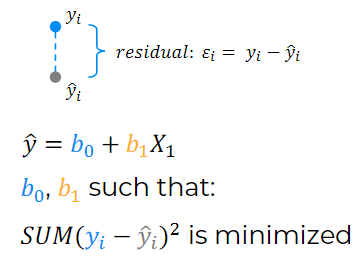 yᵢ
residual: εᵢ = yᵢ − ŷᵢ
ŷᵢ
ŷ = b₀ + b₁X₁
b₀, b₁ such that:
SUM(yᵢ − ŷᵢ)² is minimized